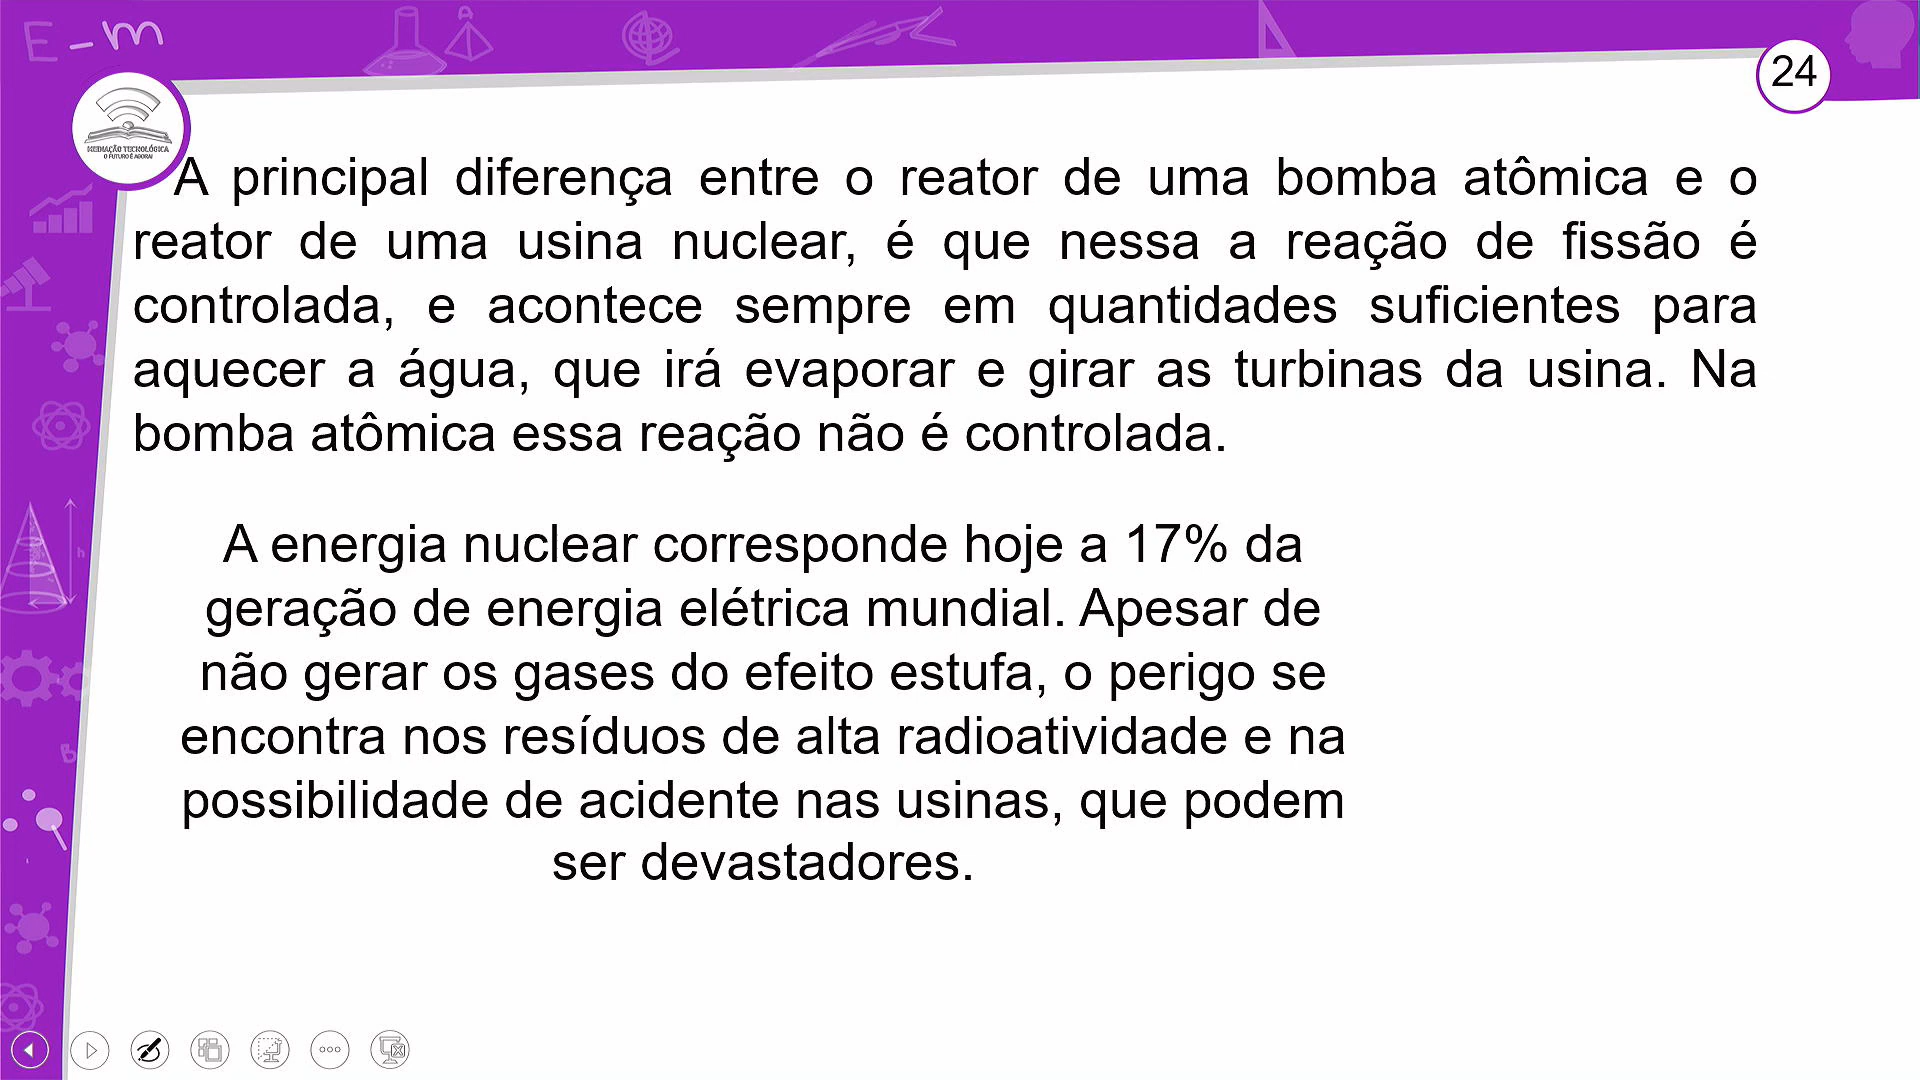 E-m
24
MEDIAÇÃO TECNOLÓGICA
O FUTURO É AGORA!
A principal diferença entre o reator de uma bomba atômica e o
reator de uma usina nuclear, é que nessa a reação de fissão é
controlada, e acontece sempre em quantidades suficientes para
aquecer a água, que irá evaporar e girar as turbinas da usina. Na
bomba atômica essa reação não é controlada.
A energia nuclear corresponde hoje a 17% da
geração de energia elétrica mundial. Apesar de
não gerar os gases do efeito estufa, o perigo se
encontra nos resíduos de alta radioatividade e na
possibilidade de acidente nas usinas, que podem
ser devastadores.
h
B